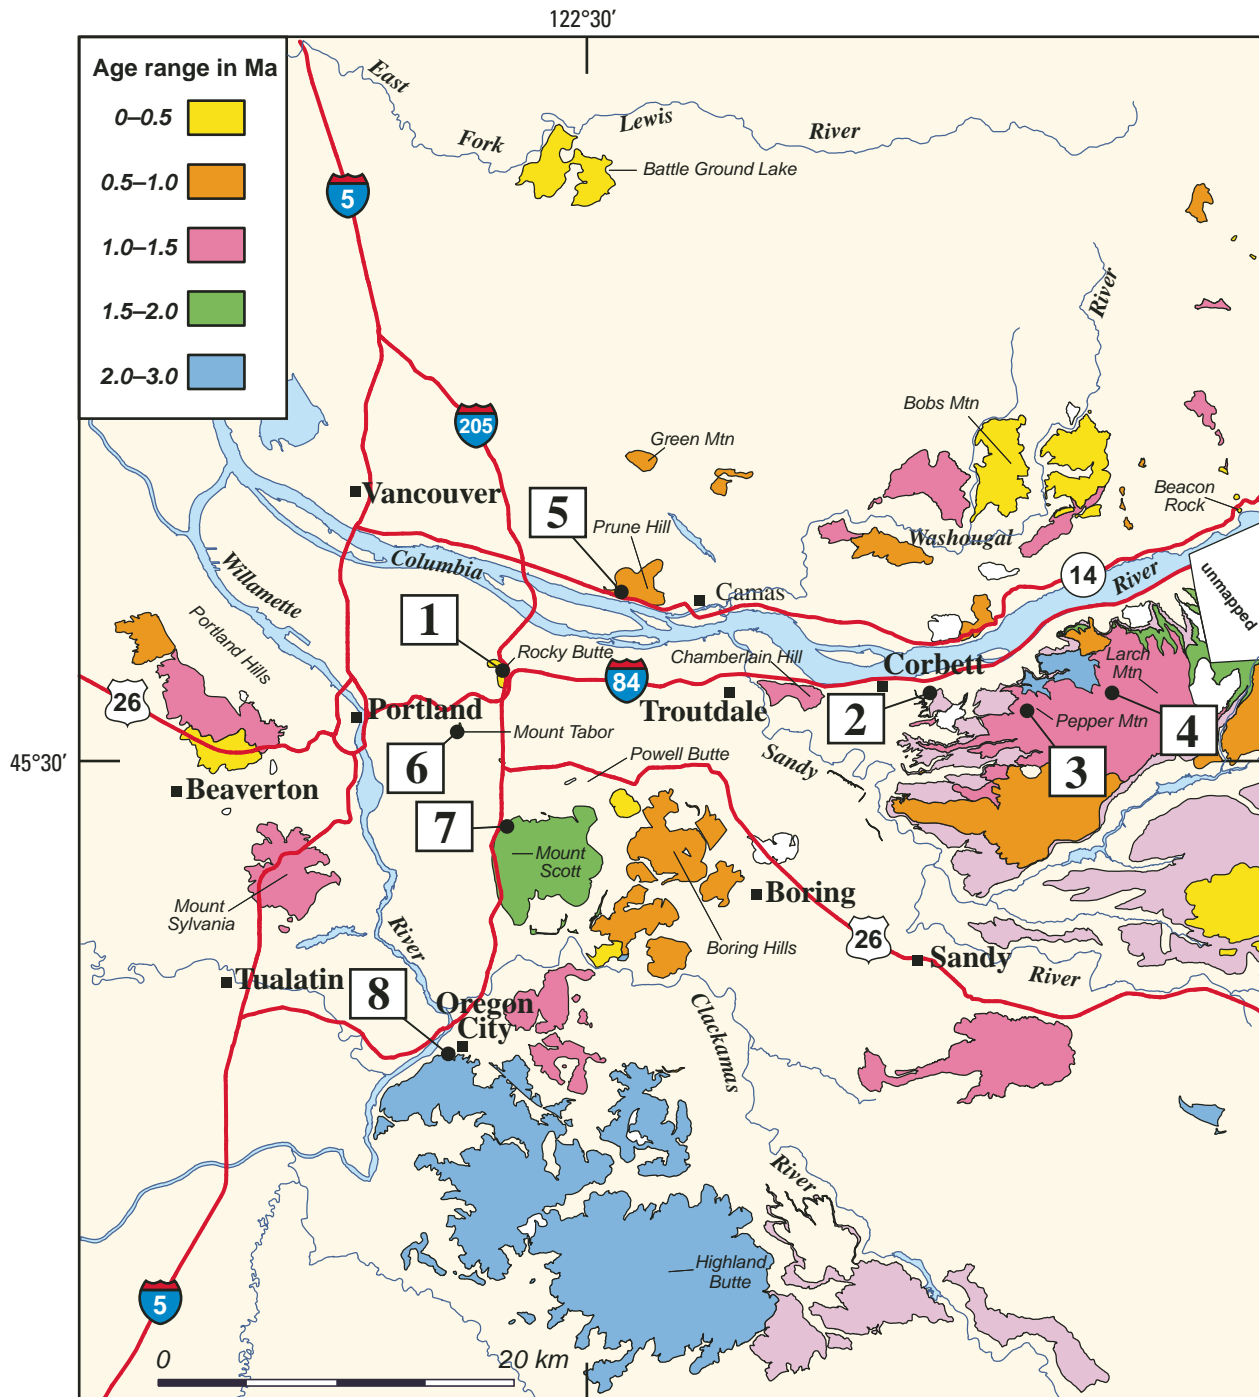 122°30′
Age range in Ma
0–0.5
0.5–1.0
1.0–1.5
1.5–2.0
2.0–3.0
East
Fork
Lewis
River
Battle Ground Lake
5
River
205
Bobs Mtn
Green Mtn
Vancouver
5
Prune Hill
Beacon
Rock
Washougal
Columbia
Willamette
Camas
14
River
unmapped
Portland Hills
1
Rocky Butte
Chamberlain Hill
84
Corbett
Larch
Mtn
26
Portland
Troutdale
2
Pepper Mtn
4
Mount Tabor
6
Powell Butte
Sandy
3
45°30′
Beaverton
7
Mount
Scott
Mount
Sylvania
River
Boring Hills
Boring
26
Sandy
River
Tualatin
8
Oregon
City
Clackamas
River
Highland
Butte
5
0
20 km